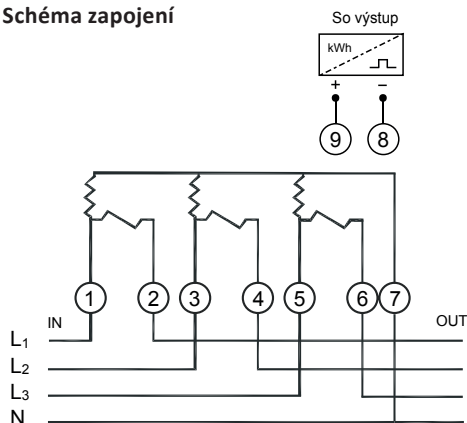 Schéma zapojení
So výstup
kWh
+ −
9 8
1 2 3 4 5 6 7
IN OUT
L1
L2
L3
N